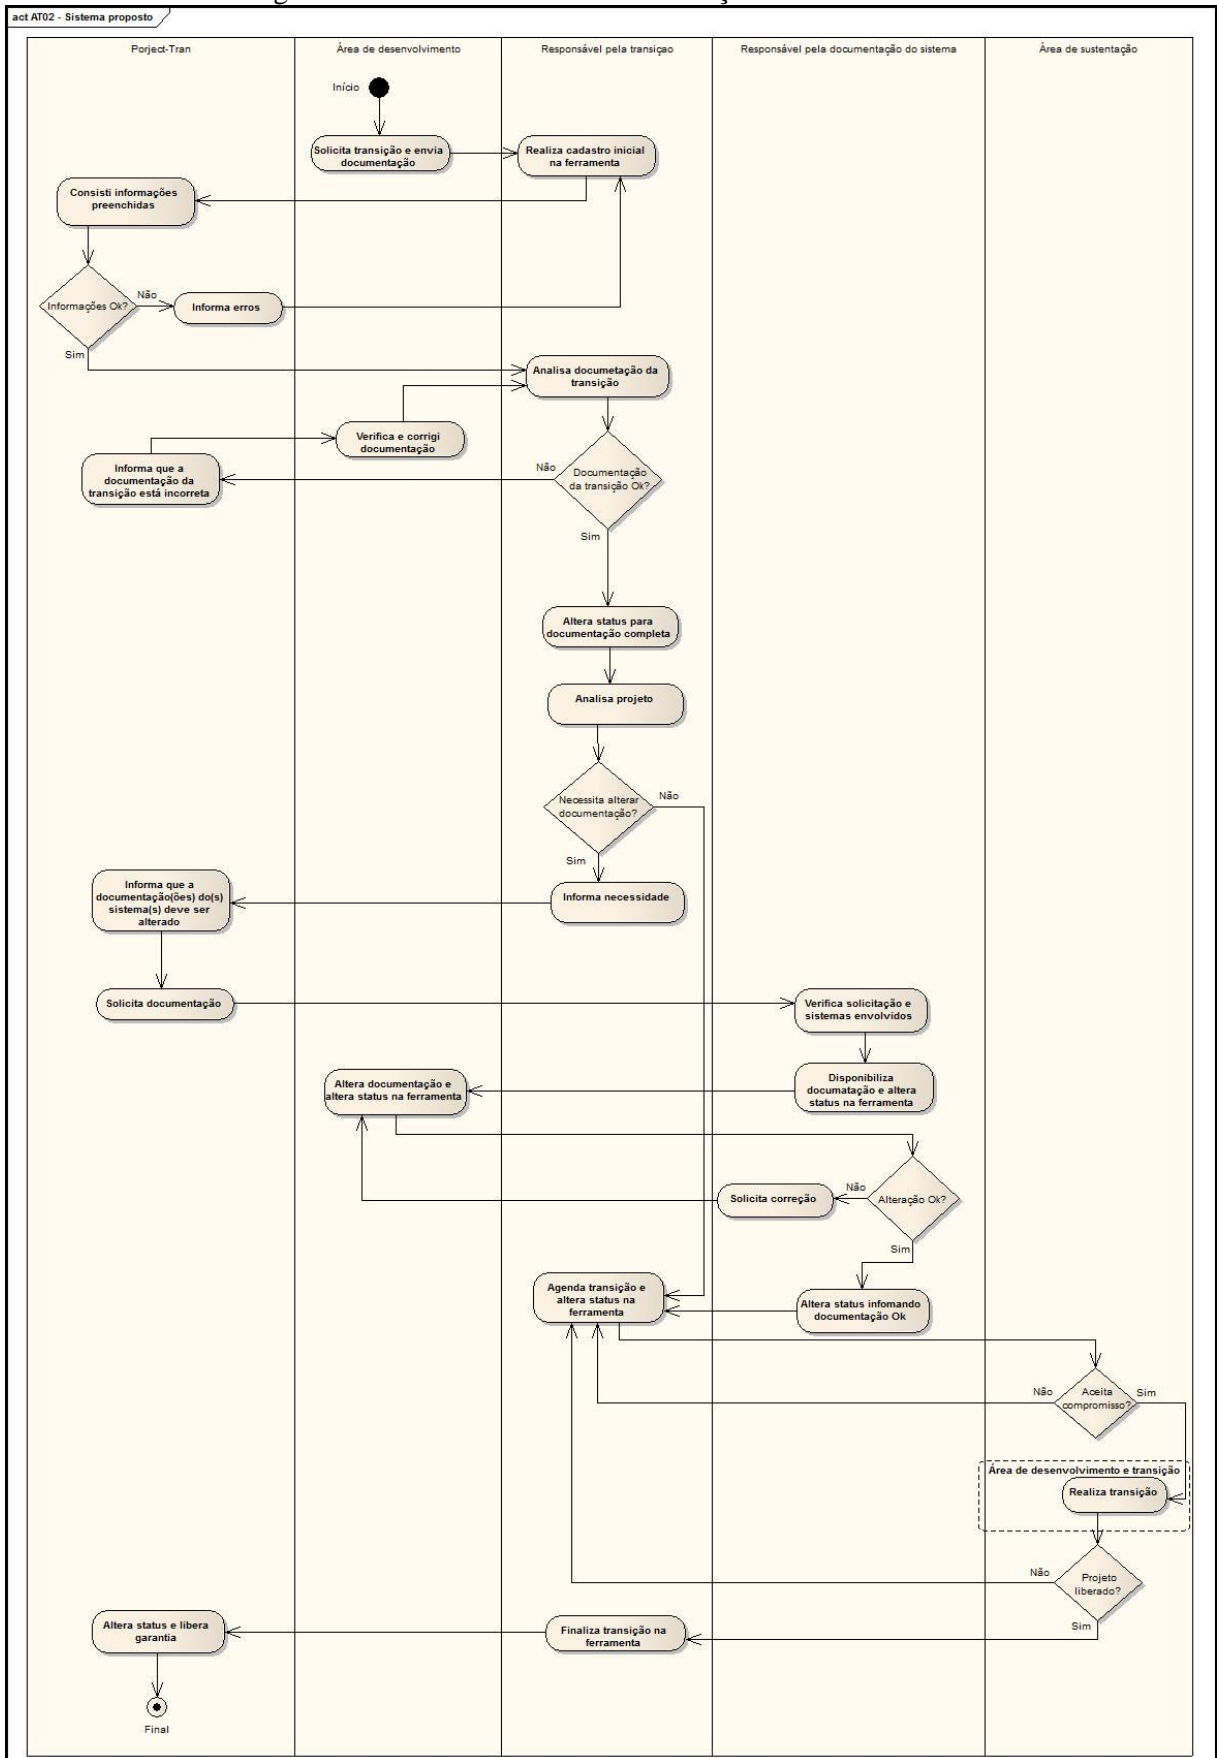 act AT02 - Sistema proposto
Porject-Tran
Área de desenvolvimento
Responsável pela transiçao
Responsável pela documentação do sistema
Área de sustentação
Início
Solicita transição e envia
documentação
Realiza cadastro inicial
na ferramenta
Consisti informações
preenchidas
Informações Ok?
Não
Informa erros
Sim
Analisa documetação da
transição
Verifica e corrigi
documentação
Informa que a
documentação da
transição está incorreta
Não
Documentação
da transição Ok?
Sim
Altera status para
documentação completa
Analisa projeto
Necessita alterar
documentação?
Não
Sim
Informa necessidade
Informa que a
documentação(ões) do(s)
sistema(s) deve ser
alterado
Solicita documentação
Verifica solicitação e
sistemas envolvidos
Disponibiliza
documatação e altera
status na ferramenta
Altera documentação e
altera status na ferramenta
Alteração Ok?
Não
Solicita correção
Sim
Altera status infomando
documentação Ok
Agenda transição e
altera status na
ferramenta
Aceita
compromisso?
Não
Sim
Área de desenvolvimento e transição
Realiza transição
Projeto
liberado?
Não
Sim
Finaliza transição na
ferramenta
Altera status e libera
garantia
Final